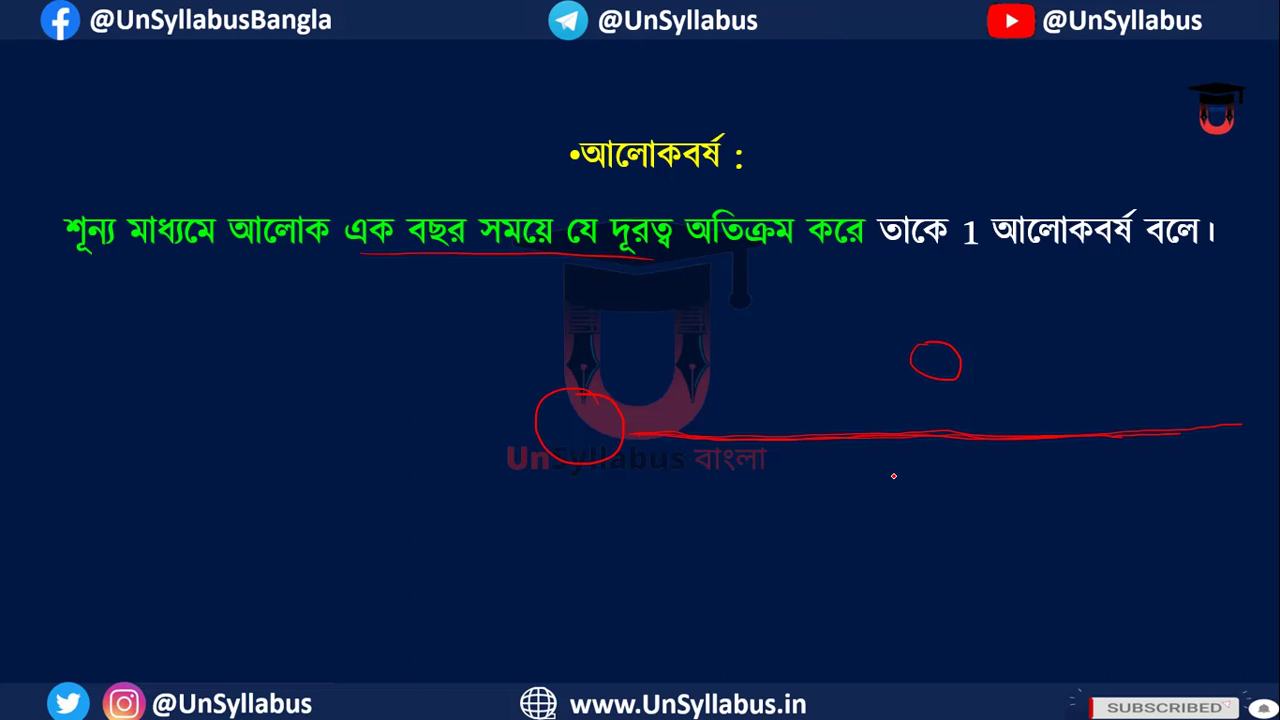 @UnSyllabusBangla
@UnSyllabus
@UnSyllabus
•আলোকবর্ষ :
শূন্য মাধ্যমে আলোক এক বছর সময়ে যে দূরত্ব অতিক্রম করে তাকে 1 আলোকবর্ষ বলে।
UnSyllabus বাংলা
@UnSyllabus
www.UnSyllabus.in
SUBSCRIBED